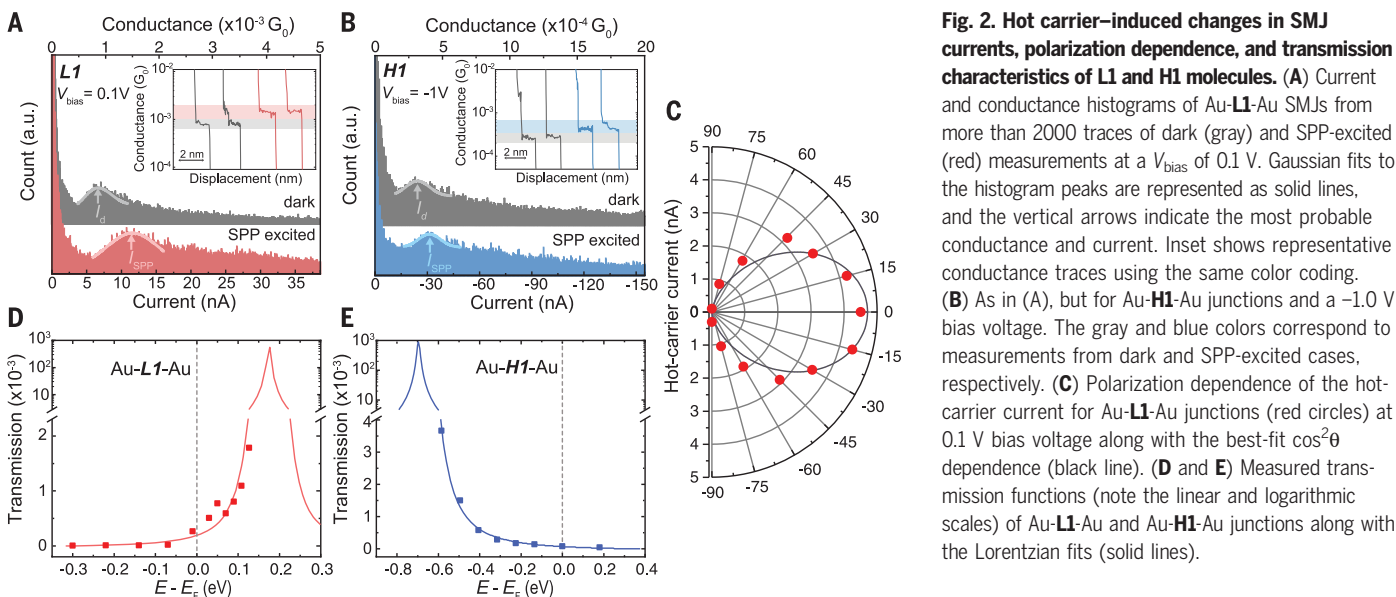 A
Conductance (x10⁻³ G₀)
0 1 2 3 4 5
L1
V_bias = 0.1V
Conductance (G₀)
10⁻²
10⁻³
10⁻⁴
2 nm
Displacement (nm)
Count (a.u.)
I_d
dark
SPP excited
I_SPP
0 5 10 15 20 25 30 35
Current (nA)
B
Conductance (x10⁻⁴ G₀)
0 5 10 15 20
H1
V_bias = -1V
Conductance (G₀)
10⁻²
10⁻³
10⁻⁴
2 nm
Displacement (nm)
Count (a.u.)
I_d
dark
SPP excited
I_SPP
0 -30 -60 -90 -120 -150
Current (nA)
C
Hot-carrier current (nA)
5
4
3
2
1
0
1
2
3
4
5
90
75
60
45
30
15
0
-15
-30
-45
-60
-75
-90
D
Transmission (x10⁻³)
10³
10²
10¹
2
1
0
Au-L1-Au
-0.3 -0.2 -0.1 0.0 0.1 0.2 0.3
E - E_F (eV)
E
Transmission (x10⁻³)
10³
10²
10¹
4
3
2
1
0
Au-H1-Au
-0.8 -0.6 -0.4 -0.2 0.0 0.2 0.4
E - E_F (eV)
Fig. 2. Hot carrier–induced changes in SMJ
currents, polarization dependence, and transmission
characteristics of L1 and H1 molecules. (A) Current
and conductance histograms of Au-L1-Au SMJs from
more than 2000 traces of dark (gray) and SPP-excited
(red) measurements at a V_bias of 0.1 V. Gaussian fits to
the histogram peaks are represented as solid lines,
and the vertical arrows indicate the most probable
conductance and current. Inset shows representative
conductance traces using the same color coding.
(B) As in (A), but for Au-H1-Au junctions and a –1.0 V
bias voltage. The gray and blue colors correspond to
measurements from dark and SPP-excited cases,
respectively. (C) Polarization dependence of the hot-
carrier current for Au-L1-Au junctions (red circles) at
0.1 V bias voltage along with the best-fit cos²θ
dependence (black line). (D and E) Measured trans-
mission functions (note the linear and logarithmic
scales) of Au-L1-Au and Au-H1-Au junctions along with
the Lorentzian fits (solid lines).